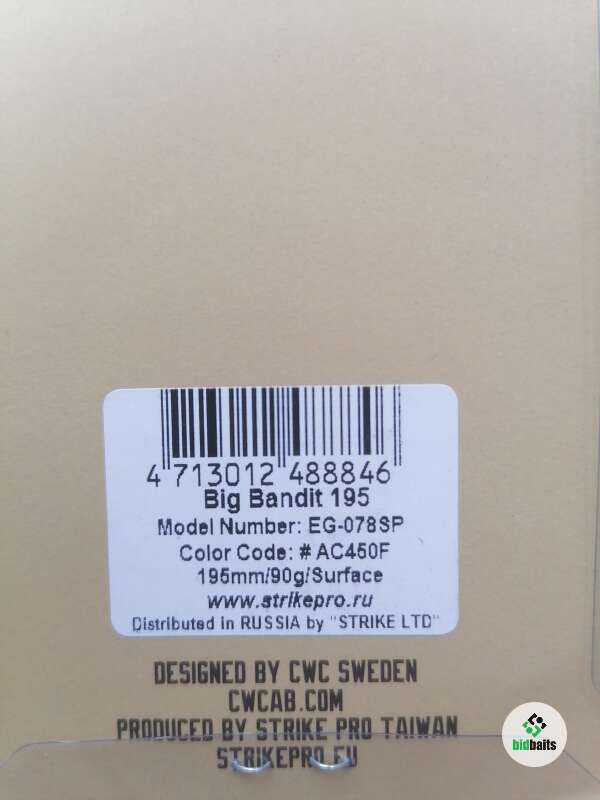 4 713012 488846
Big Bandit 195
Model Number: EG-078SP
Color Code: # AC450F
195mm/90g/Surface
www.strikepro.ru
Distributed in RUSSIA by "STRIKE LTD"
DESIGNED BY CWC SWEDEN
CWCAB.COM
PRODUCED BY STRIKE PRO TAIWAN
STRIKEPRO.EU
bidbaits